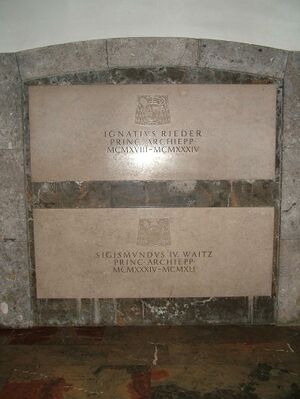 IGNATIVS RIEDER
PRINC·ARCHIEPP
MCMXVIII–MCMXXXIV
SIGISMVNDVS IV. WAITZ
PRINC·ARCHIEPP
MCMXXXIV–MCMXLI